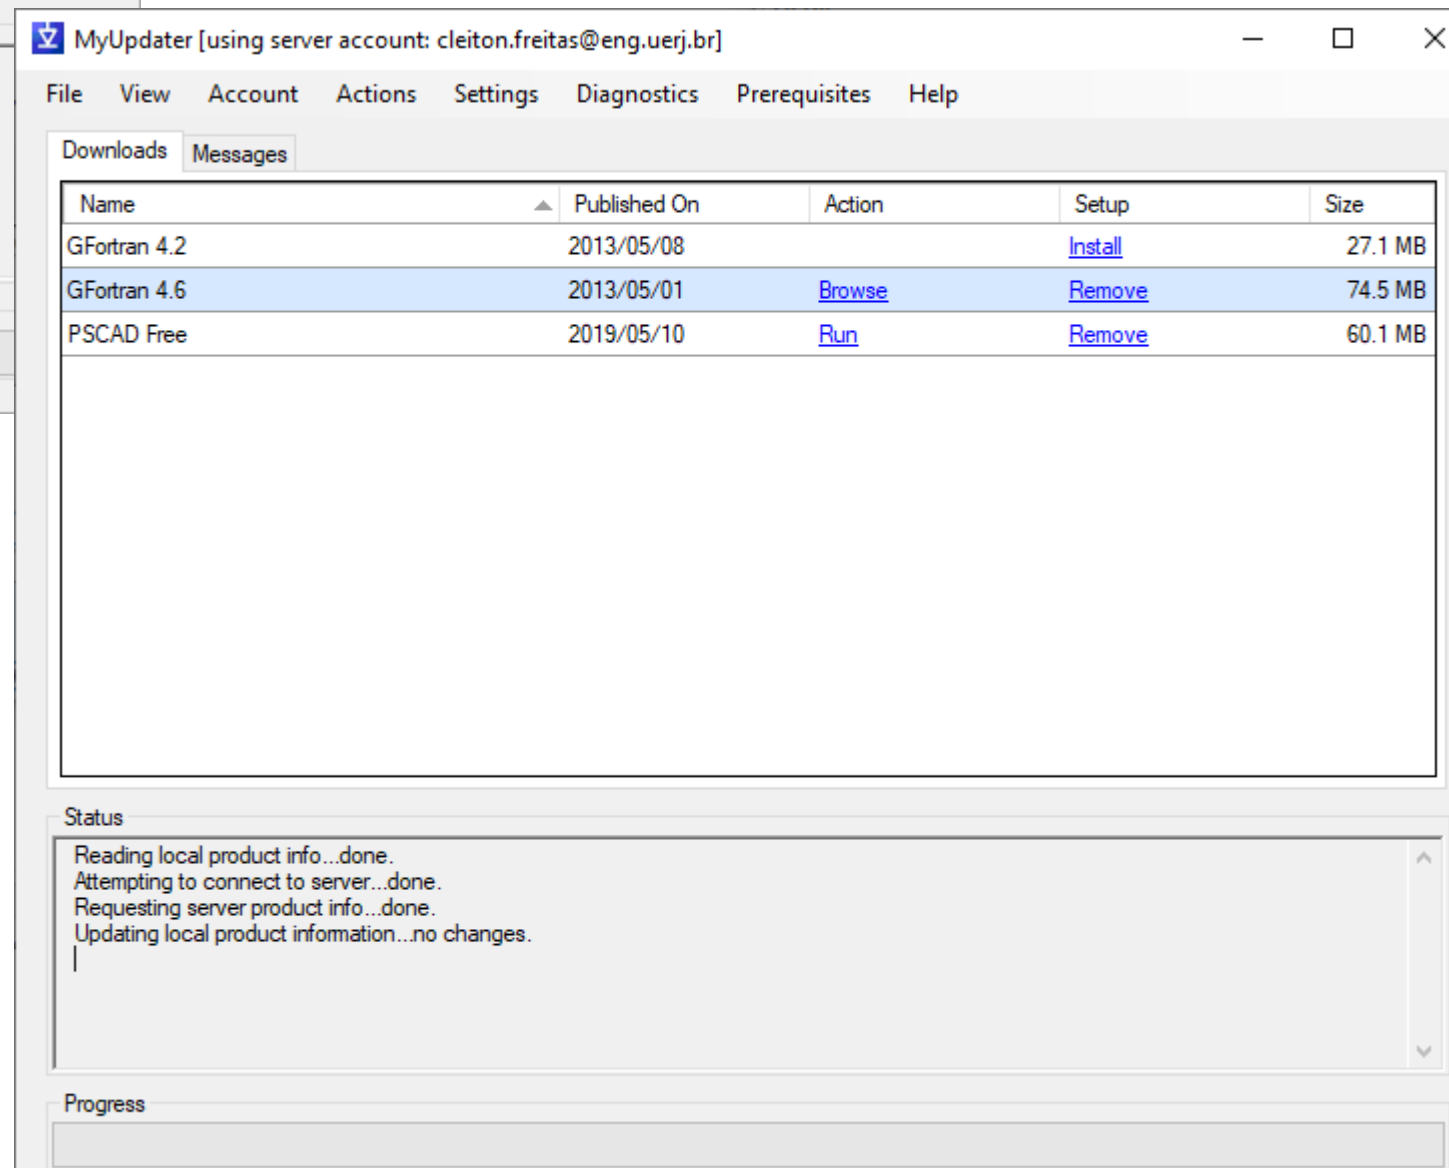 MyUpdater [using server account: cleiton.freitas@eng.uerj.br]
File View Account Actions Settings Diagnostics Prerequisites Help
Downloads Messages
Name Published On Action Setup Size
GFortran 4.2 2013/05/08 Install 27.1 MB
GFortran 4.6 2013/05/01 Browse Remove 74.5 MB
PSCAD Free 2019/05/10 Run Remove 60.1 MB
Status
Reading local product info...done.
Attempting to connect to server...done.
Requesting server product info...done.
Updating local product information...no changes.
Progress